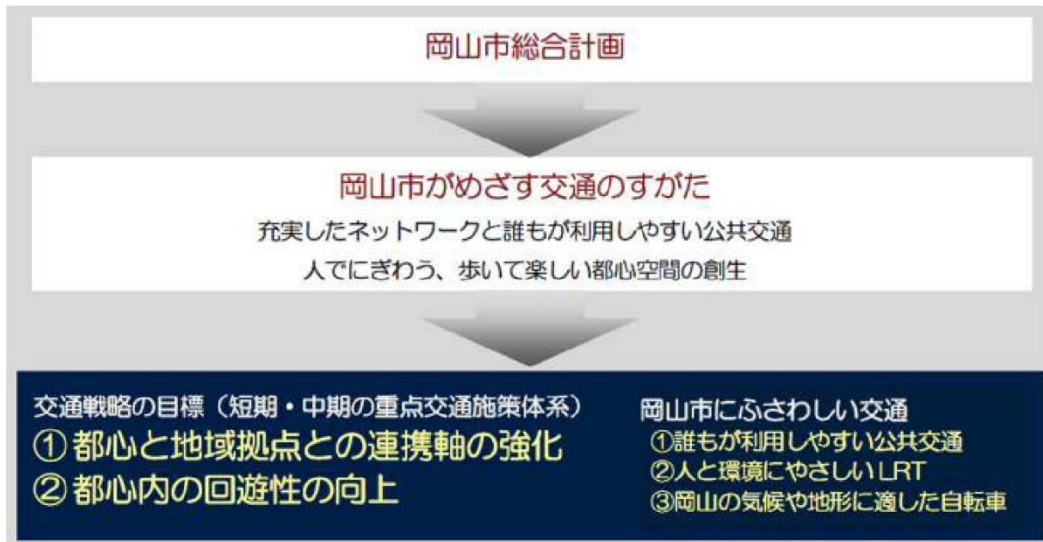 岡山市総合計画
岡山市がめざす交通のすがた
充実したネットワークと誰もが利用しやすい公共交通
人でにぎわう、歩いて楽しい都心空間の創生
交通戦略の目標（短期・中期の重点交通施策体系）
① 都心と地域拠点との連携軸の強化
② 都心内の回遊性の向上
岡山市にふさわしい交通
①誰もが利用しやすい公共交通
②人と環境にやさしいLRT
③岡山の気候や地形に適した自転車